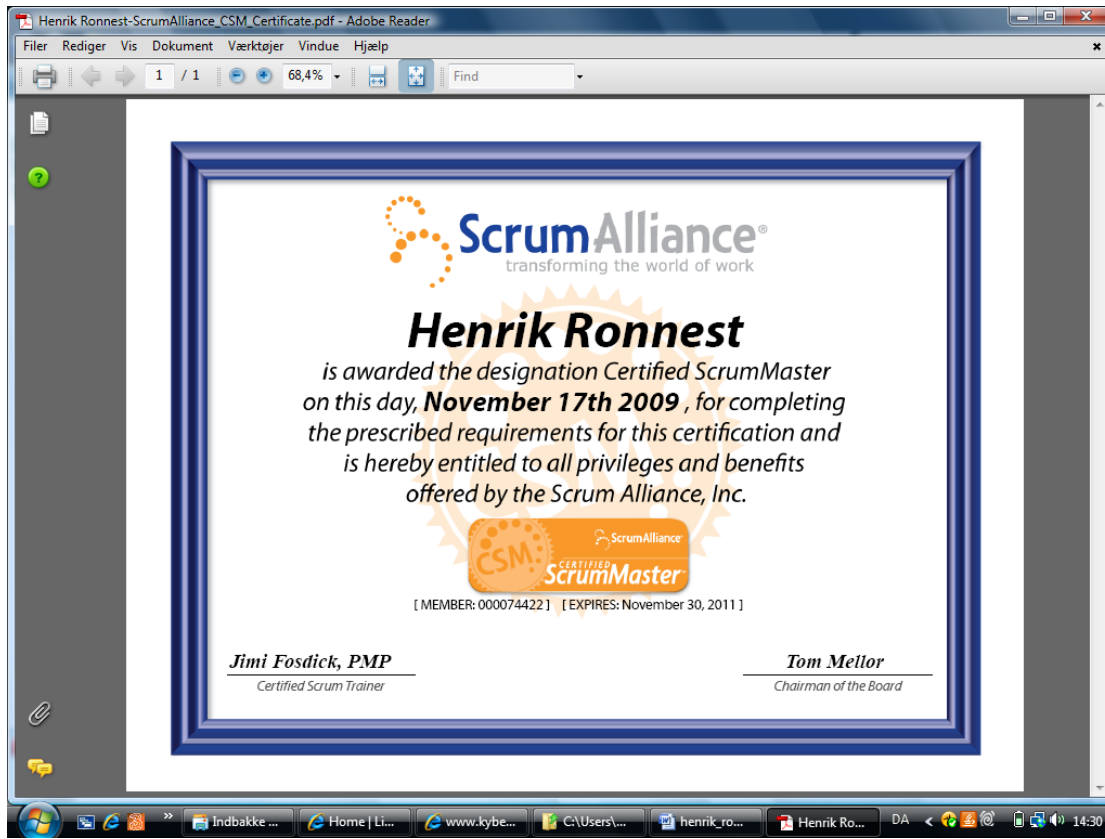 Henrik Ronnest-ScrumAlliance_CSM_Certificate.pdf - Adobe Reader
Filer Rediger Vis Dokument Værktøjer Vindue Hjælp
1 / 1 68,4% Find
ScrumAlliance®
transforming the world of work
Henrik Ronnest
is awarded the designation Certified ScrumMaster
on this day, November 17th 2009 , for completing
the prescribed requirements for this certification and
is hereby entitled to all privileges and benefits
offered by the Scrum Alliance, Inc.
CSM
ScrumAlliance
CSM
CERTIFIED
ScrumMaster
[ MEMBER: 000074422 ] [ EXPIRES: November 30, 2011 ]
Jimi Fosdick, PMP Tom Mellor
Certified Scrum Trainer Chairman of the Board
Indbakke ... Home | Li... www.kybe... C:\Users\... henrik_ro... Henrik Ro... DA 14:30